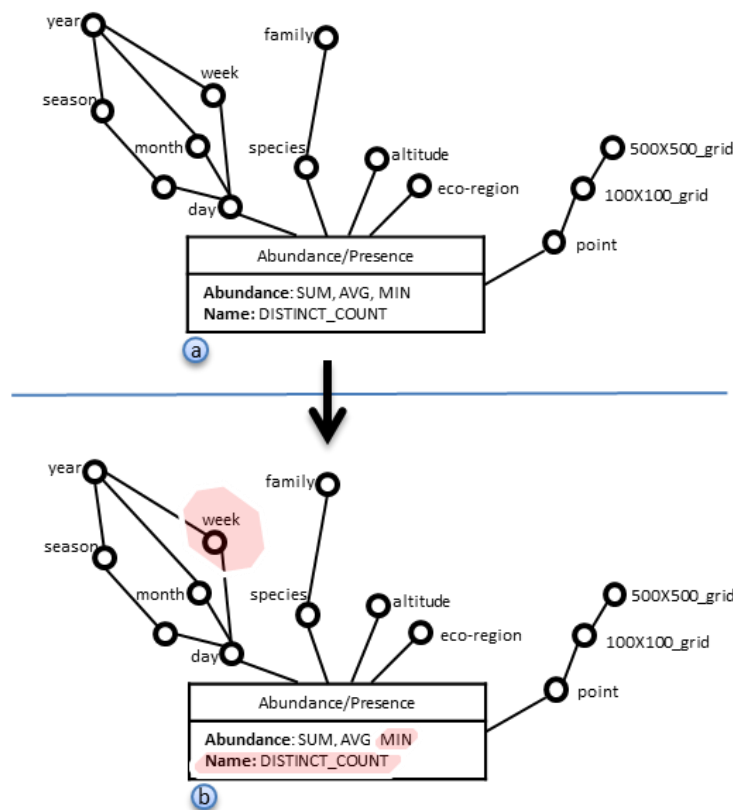 year
family
week
season
month
species
altitude
500X500_grid
eco-region
100X100_grid
day
point
Abundance/Presence
Abundance: SUM, AVG, MIN
Name: DISTINCT_COUNT
a
year
family
week
season
month
species
altitude
500X500_grid
eco-region
100X100_grid
day
point
Abundance/Presence
Abundance: SUM, AVG MIN
Name: DISTINCT_COUNT
b